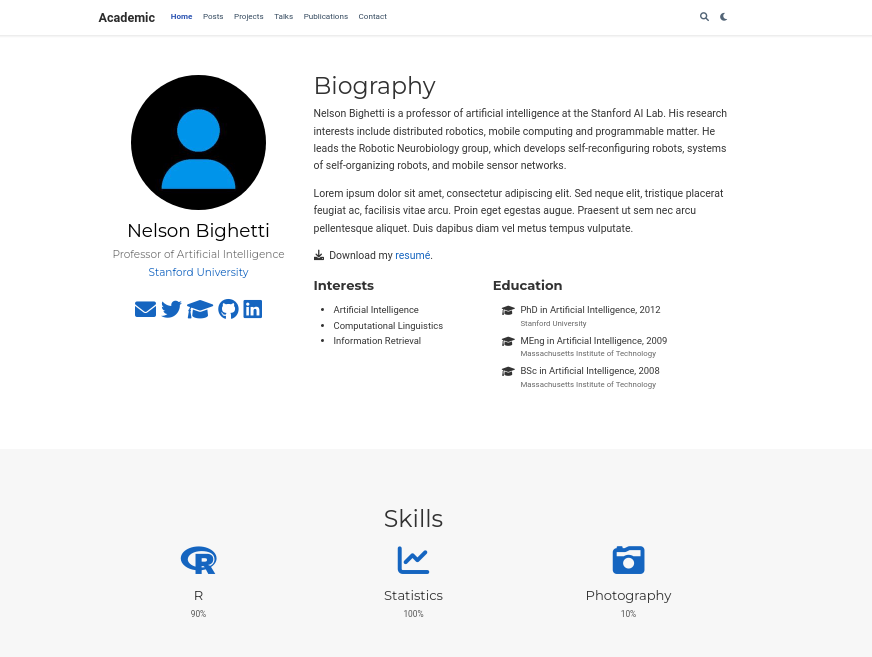 Academic Home Posts Projects Talks Publications Contact
Nelson Bighetti
Professor of Artificial Intelligence
Stanford University
Biography
Nelson Bighetti is a professor of artificial intelligence at the Stanford AI Lab. His research
interests include distributed robotics, mobile computing and programmable matter. He
leads the Robotic Neurobiology group, which develops self-reconfiguring robots, systems
of self-organizing robots, and mobile sensor networks.
Lorem ipsum dolor sit amet, consectetur adipiscing elit. Sed neque elit, tristique placerat
feugiat ac, facilisis vitae arcu. Proin eget egestas augue. Praesent ut sem nec arcu
pellentesque aliquet. Duis dapibus diam vel metus tempus vulputate.
Download my resumé.
Interests
• Artificial Intelligence
• Computational Linguistics
• Information Retrieval
Education
PhD in Artificial Intelligence, 2012
Stanford University
MEng in Artificial Intelligence, 2009
Massachusetts Institute of Technology
BSc in Artificial Intelligence, 2008
Massachusetts Institute of Technology
Skills
R
90%
Statistics
100%
Photography
10%